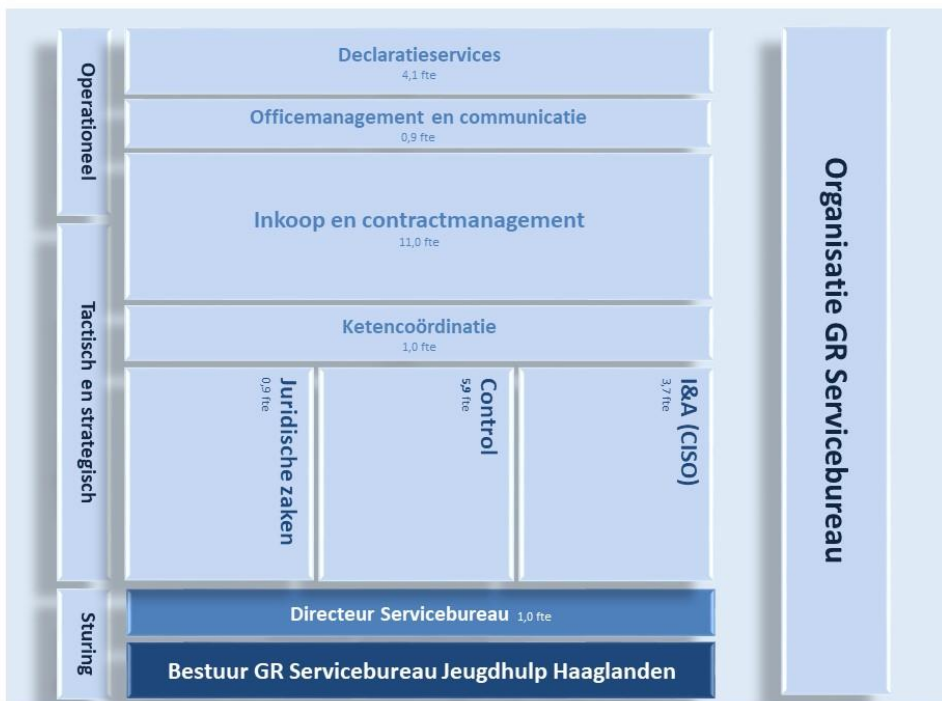 Organisatie GR Servicebureau
Operationeel
Declaratieservices
4,1 fte
Officemanagement en communicatie
0,9 fte
Inkoop en contractmanagement
11,0 fte
Tactisch en strategisch
Ketencoördinatie
1,0 fte
Juridische zaken
0,9 fte
Control
5,9 fte
I&A (CISO)
3,7 fte
Sturing
Directeur Servicebureau 1,0 fte
Bestuur GR Servicebureau Jeugdhulp Haaglanden